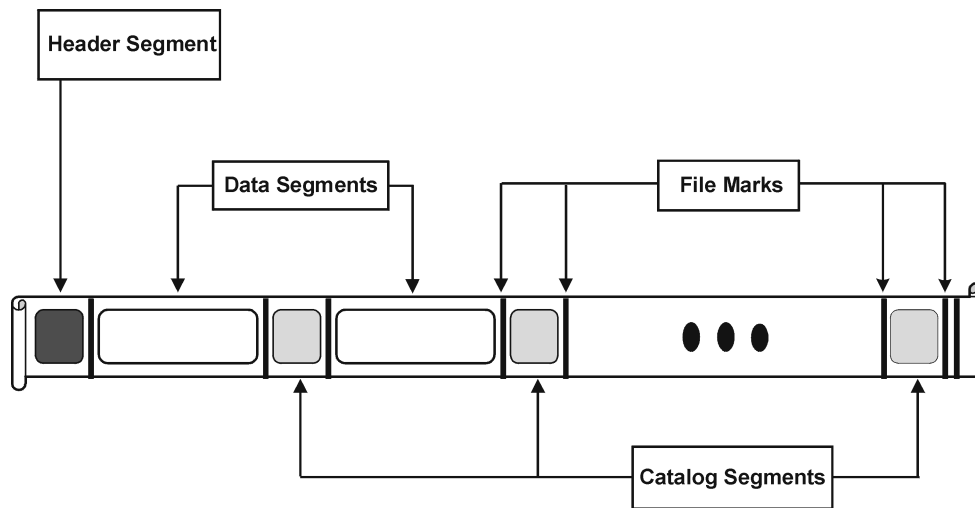 Header Segment
Data Segments
File Marks
Catalog Segments